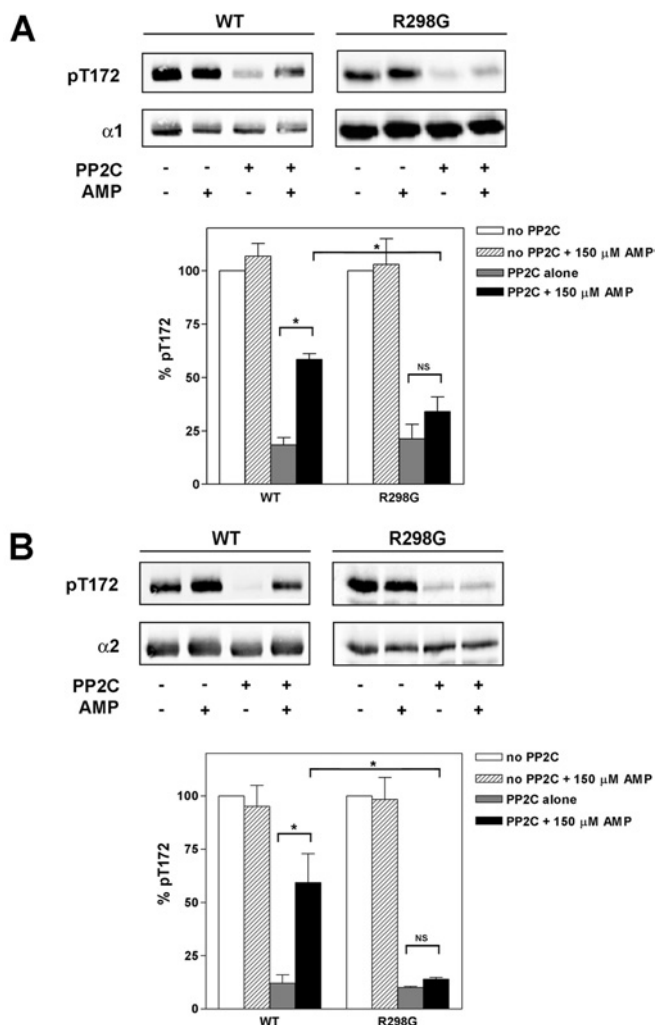 A
WT R298G
pT172
α1
PP2C - - + + - - + +
AMP - + - + - + - +
no PP2C
no PP2C + 150 μM AMP
PP2C alone
PP2C + 150 μM AMP
*
100
* 
75
% pT172
50
NS
25
0
WT R298G
B
WT R298G
pT172
α2
PP2C - - + + - - + +
AMP - + - + - + - +
no PP2C
no PP2C + 150 μM AMP
PP2C alone
PP2C + 150 μM AMP
*
100
*
75
% pT172
50
NS
25
0
WT R298G